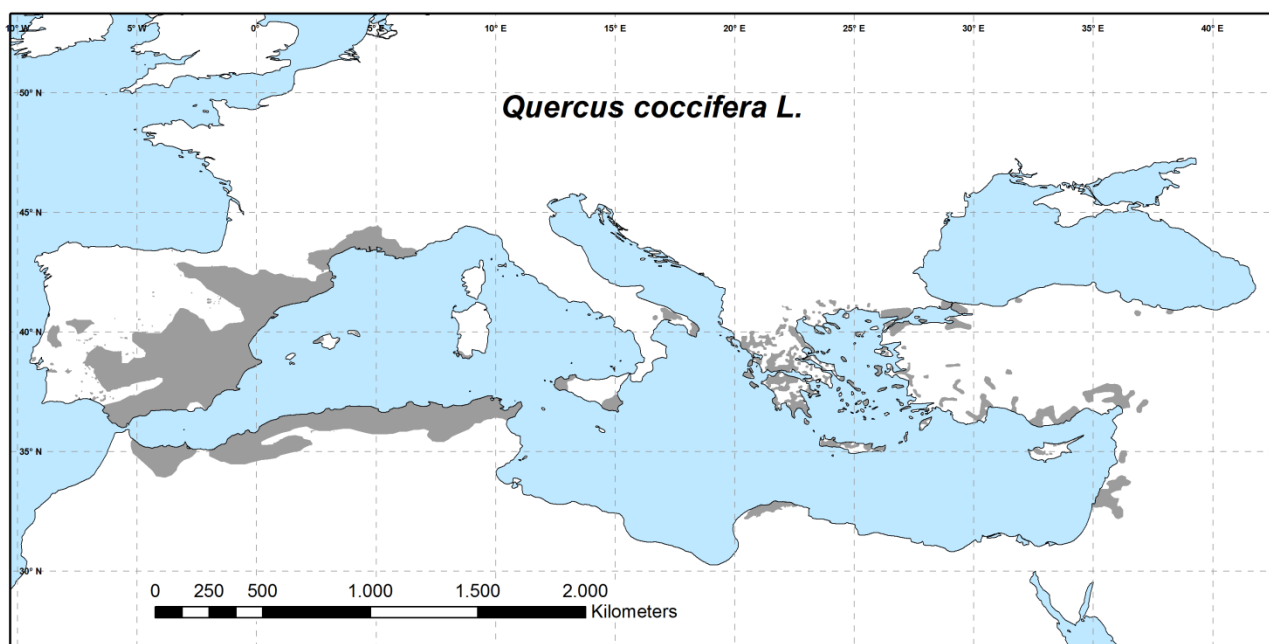 10° W 5° W 0° 5° E 10° E 15° E 20° E 25° E 30° E 35° E 40° E
50° N
Quercus coccifera L.
45° N
40° N
35° N
30° N
0 250 500 1.000 1.500 2.000
Kilometers